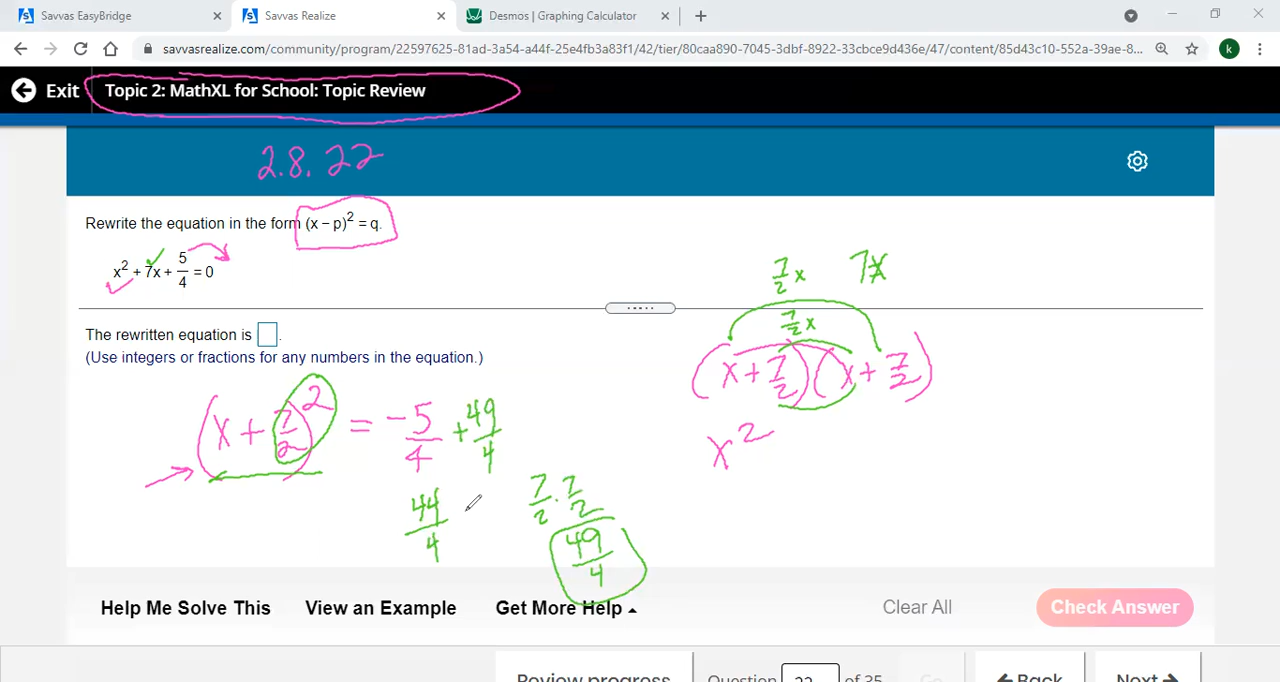 Savvas EasyBridge
Savvas Realize
Desmos | Graphing Calculator
savvasrealize.com/community/program/22597625-81ad-3a54-a44f-25e4fb3a83f1/42/tier/80caa890-7045-3dbf-8922-33cbce9d436e/47/content/85d43c10-552a-39ae-8...
k
Exit
Topic 2: MathXL for School: Topic Review
2.8.22
Rewrite the equation in the form (x − p)² = q.
x² + 7x + 5/4 = 0
7/2 x 7x
7/2 x
The rewritten equation is
(Use integers or fractions for any numbers in the equation.)
(x + 7/2)(x + 7/2)
x²
(x + 7/2)² = -5/4 + 49/4
44/4
7/2 · 7/2
49/4
Help Me Solve This
View an Example
Get More Help
Clear All
Check Answer
Review progress
Question 22 of 35
Go
Back
Next